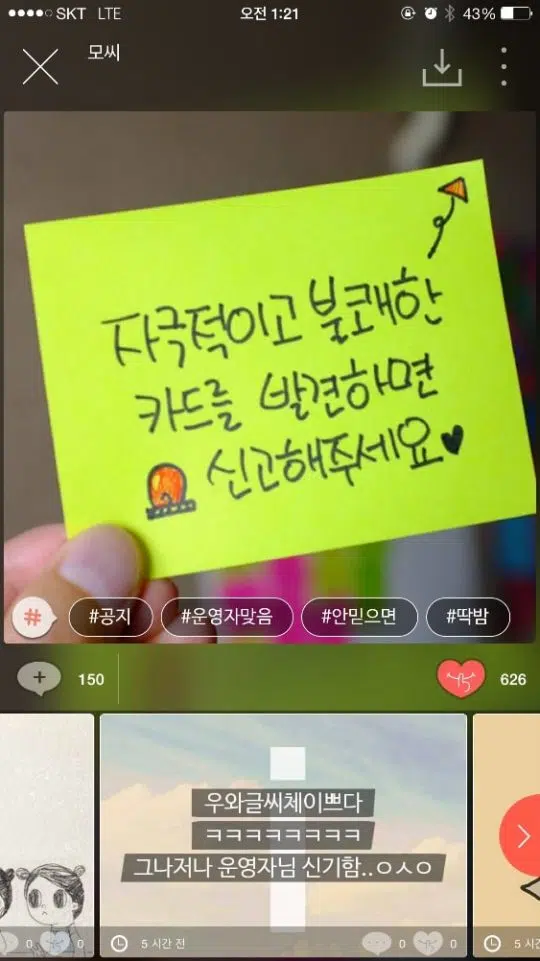 SKT LTE
오전 1:21
43%
모씨
자극적이고 불쾌한
카드를 발견하면
신고해주세요♥
#
#공지
#운영자맞음
#안믿으면
#딱밤
150
626
우와글씨체이쁘다
ㅋㅋㅋㅋㅋㅋㅋㅋ
그나저나 운영자님 신기함..ㅇㅅㅇ
0
0
5 시간 전
0
0
5 시간